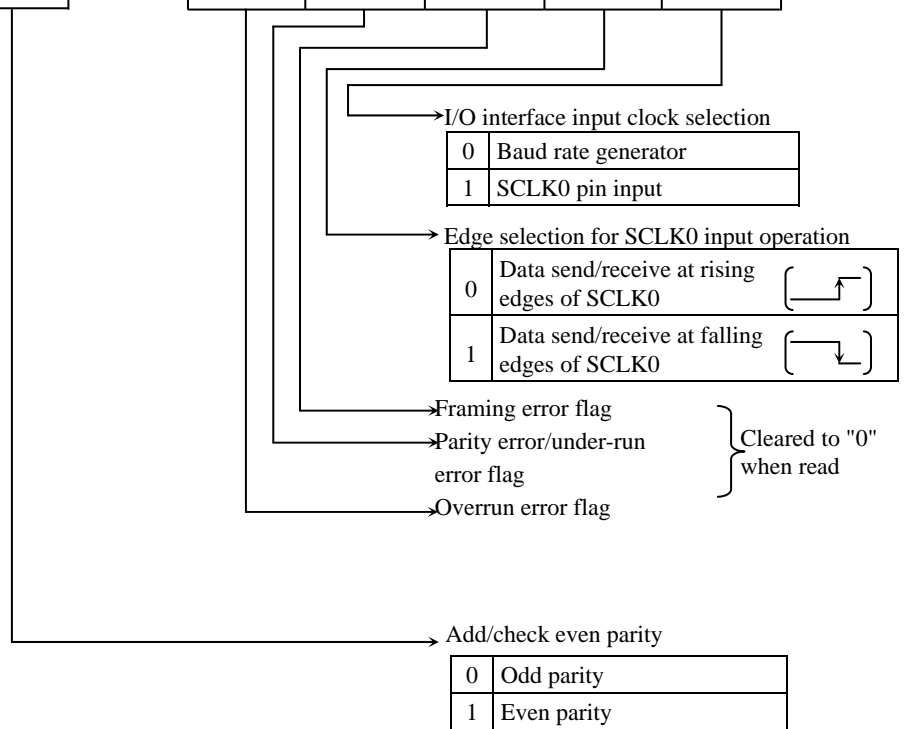 I/O interface input clock selection
0 Baud rate generator
1 SCLK0 pin input
Edge selection for SCLK0 input operation
0 Data send/receive at rising
edges of SCLK0
1 Data send/receive at falling
edges of SCLK0
Framing error flag
Parity error/under-run
error flag
Overrun error flag
Cleared to "0"
when read
Add/check even parity
0 Odd parity
1 Even parity